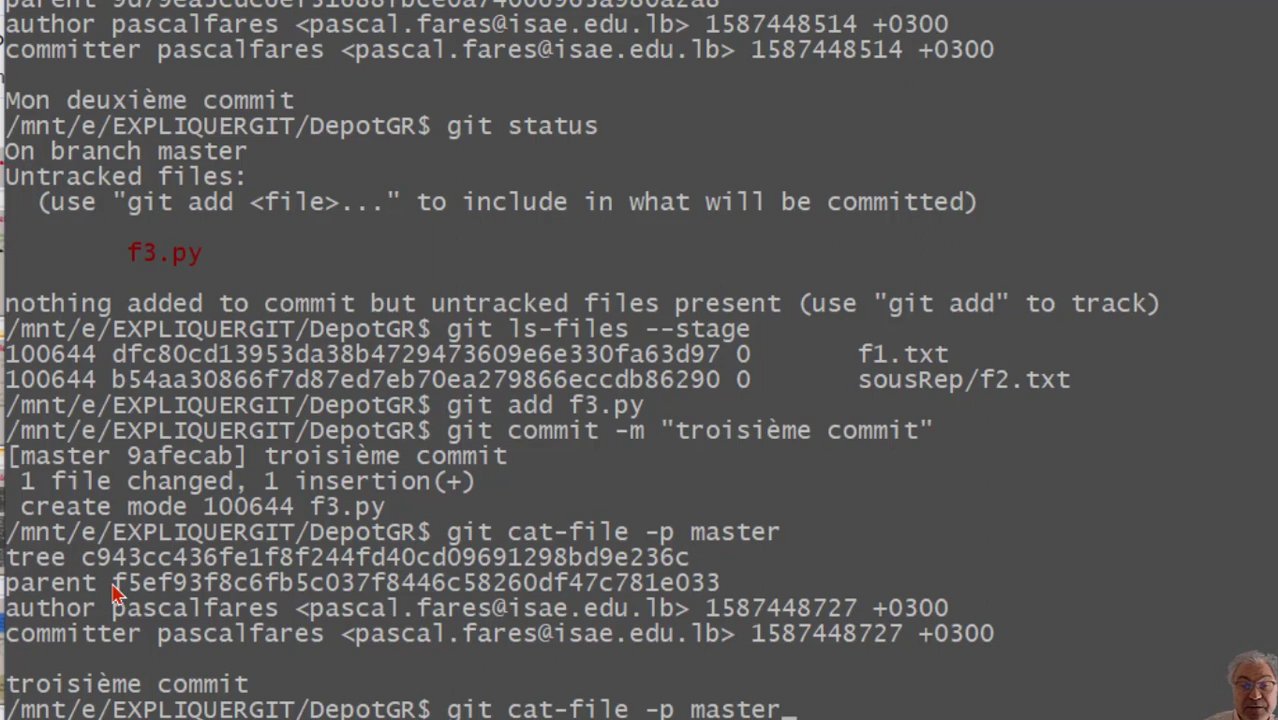 author pascalfares <pascal.fares@isae.edu.lb> 1587448514 +0300
committer pascalfares <pascal.fares@isae.edu.lb> 1587448514 +0300
Mon deuxième commit
/mnt/e/EXPLIQUERGIT/DepotGR$ git status
On branch master
Untracked files:
  (use "git add <file>..." to include in what will be committed)
        f3.py
nothing added to commit but untracked files present (use "git add" to track)
/mnt/e/EXPLIQUERGIT/DepotGR$ git ls-files --stage
100644 dfc80cd13953da38b4729473609e6e330fa63d97 0       f1.txt
100644 b54aa30866f7d87ed7eb70ea279866eccdb86290 0       sousRep/f2.txt
/mnt/e/EXPLIQUERGIT/DepotGR$ git add f3.py
/mnt/e/EXPLIQUERGIT/DepotGR$ git commit -m "troisième commit"
[master 9afecab] troisième commit
 1 file changed, 1 insertion(+)
 create mode 100644 f3.py
/mnt/e/EXPLIQUERGIT/DepotGR$ git cat-file -p master
tree c943cc436fe1f8f244fd40cd09691298bd9e236c
parent f5ef93f8c6fb5c037f8446c58260df47c781e033
author pascalfares <pascal.fares@isae.edu.lb> 1587448727 +0300
committer pascalfares <pascal.fares@isae.edu.lb> 1587448727 +0300
troisième commit
/mnt/e/EXPLIQUERGIT/DepotGR$ git cat-file -p master